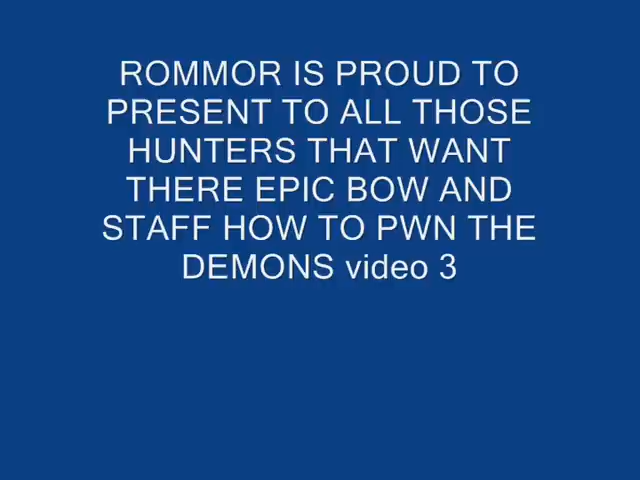 ROMMOR IS PROUD TO
PRESENT TO ALL THOSE
HUNTERS THAT WANT
THERE EPIC BOW AND
STAFF HOW TO PWN THE
DEMONS video 3